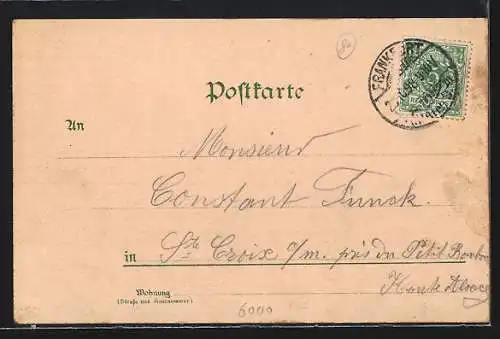 FRANKFURT
Postkarte
An
Monsieur
Constant Funck.
in Ste Croix a/m. près du Petit
Haute Alsace
Wohnung
(Straße und Hausnummer)
6000